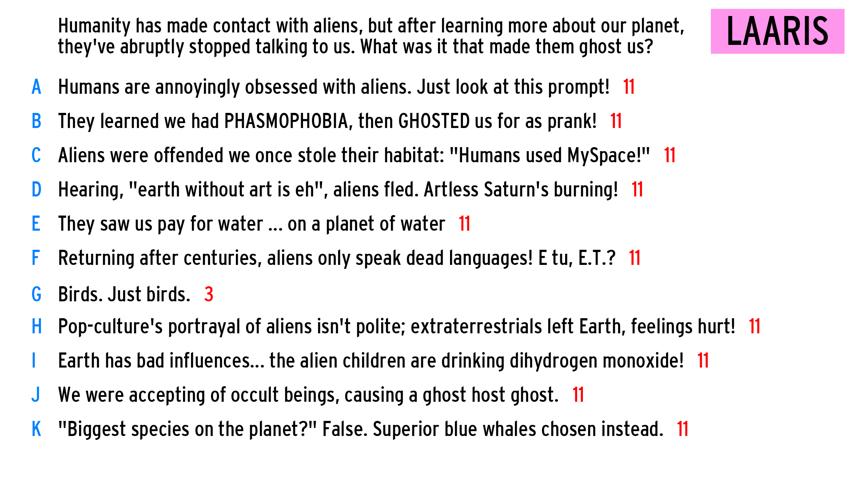 Humanity has made contact with aliens, but after learning more about our planet,
they've abruptly stopped talking to us. What was it that made them ghost us?
LAARIS
A Humans are annoyingly obsessed with aliens. Just look at this prompt! 11
B They learned we had PHASMOPHOBIA, then GHOSTED us for as prank! 11
C Aliens were offended we once stole their habitat: "Humans used MySpace!" 11
D Hearing, "earth without art is eh", aliens fled. Artless Saturn's burning! 11
E They saw us pay for water ... on a planet of water 11
F Returning after centuries, aliens only speak dead languages! E tu, E.T.? 11
G Birds. Just birds. 3
H Pop-culture's portrayal of aliens isn't polite; extraterrestrials left Earth, feelings hurt! 11
I Earth has bad influences... the alien children are drinking dihydrogen monoxide! 11
J We were accepting of occult beings, causing a ghost host ghost. 11
K "Biggest species on the planet?" False. Superior blue whales chosen instead. 11